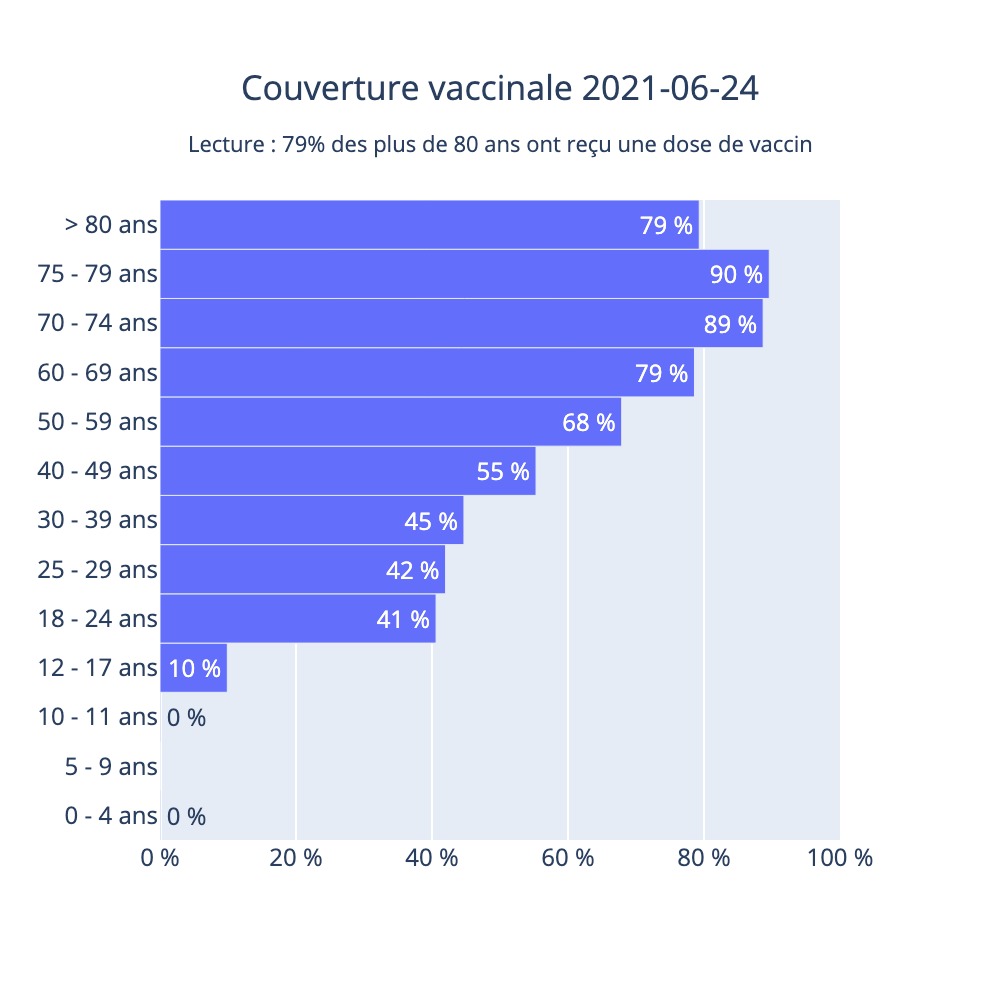 Couverture vaccinale 2021-06-24
Lecture : 79% des plus de 80 ans ont reçu une dose de vaccin
> 80 ans 79 %
75 - 79 ans 90 %
70 - 74 ans 89 %
60 - 69 ans 79 %
50 - 59 ans 68 %
40 - 49 ans 55 %
30 - 39 ans 45 %
25 - 29 ans 42 %
18 - 24 ans 41 %
12 - 17 ans 10 %
10 - 11 ans 0 %
5 - 9 ans
0 - 4 ans 0 %
0 % 20 % 40 % 60 % 80 % 100 %